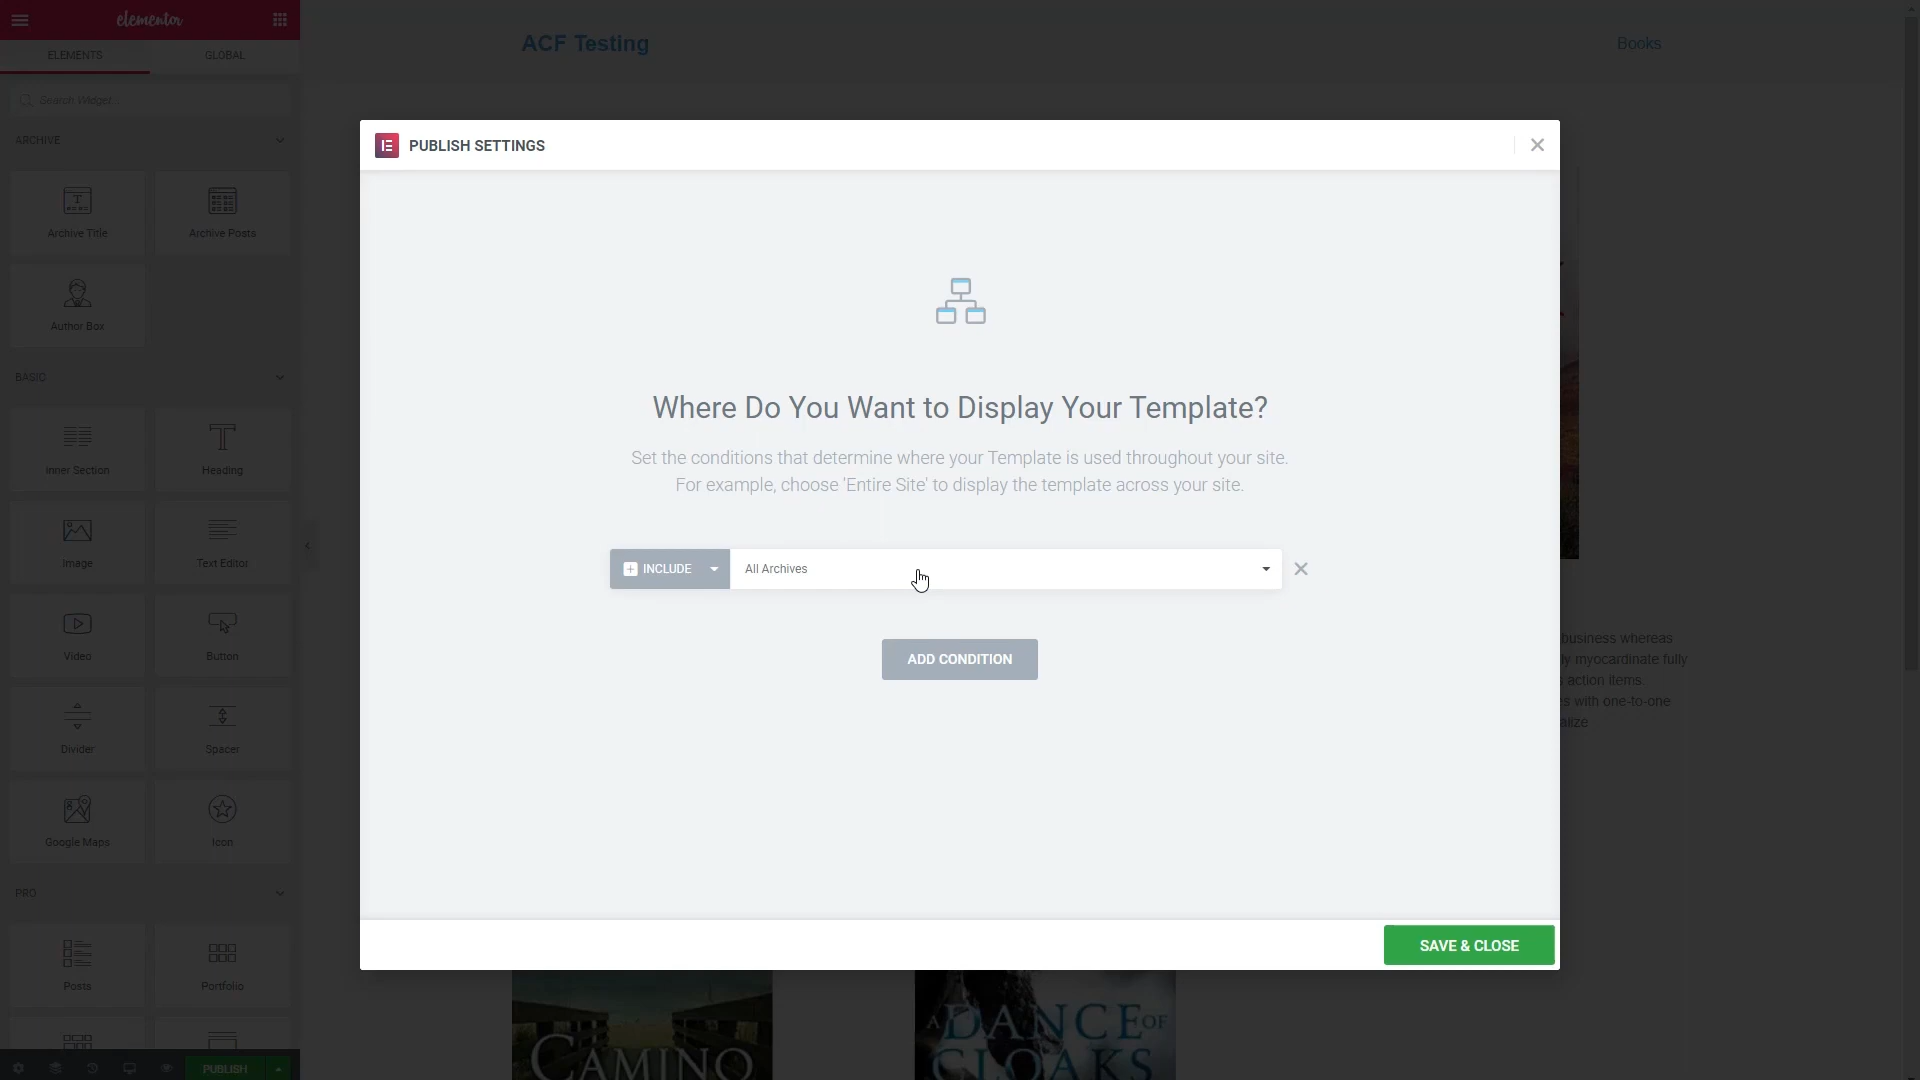 elementor
ELEMENTS
GLOBAL
Search Widget...
ARCHIVE
Archive Title
Archive Posts
Author Box
BASIC
Inner Section
Heading
Image
Text Editor
Video
Button
Divider
Spacer
Google Maps
Icon
PRO
Posts
Portfolio
PUBLISH
ACF Testing
Books
PUBLISH SETTINGS
Where Do You Want to Display Your Template?
Set the conditions that determine where your Template is used throughout your site.
For example, choose 'Entire Site' to display the template across your site.
INCLUDE
All Archives
ADD CONDITION
SAVE & CLOSE
business whereas
myocardinate fully
action items.
with one-to-one
CAMINO
A DANCE OF
CLOAKS